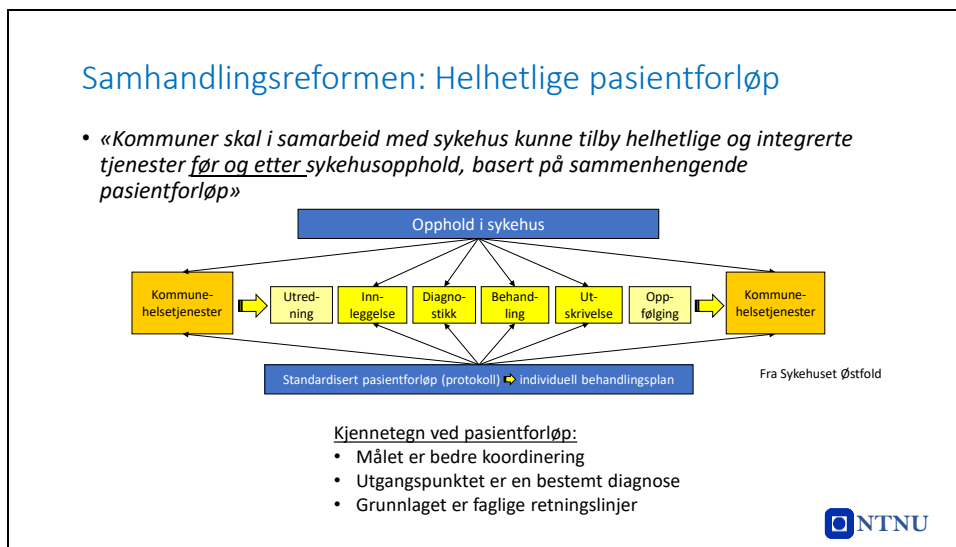 Samhandlingsreformen: Helhetlige pasientforløp
• «Kommuner skal i samarbeid med sykehus kunne tilby helhetlige og integrerte
tjenester før og etter sykehusopphold, basert på sammenhengende
pasientforløp»
Opphold i sykehus
Kommune-
helsetjenester
Utred-
ning
Inn-
leggelse
Diagno-
stikk
Behand-
ling
Ut-
skrivelse
Opp-
følging
Kommune-
helsetjenester
Standardisert pasientforløp (protokoll) individuell behandlingsplan
Fra Sykehuset Østfold
Kjennetegn ved pasientforløp:
• Målet er bedre koordinering
• Utgangspunktet er en bestemt diagnose
• Grunnlaget er faglige retningslinjer
NTNU